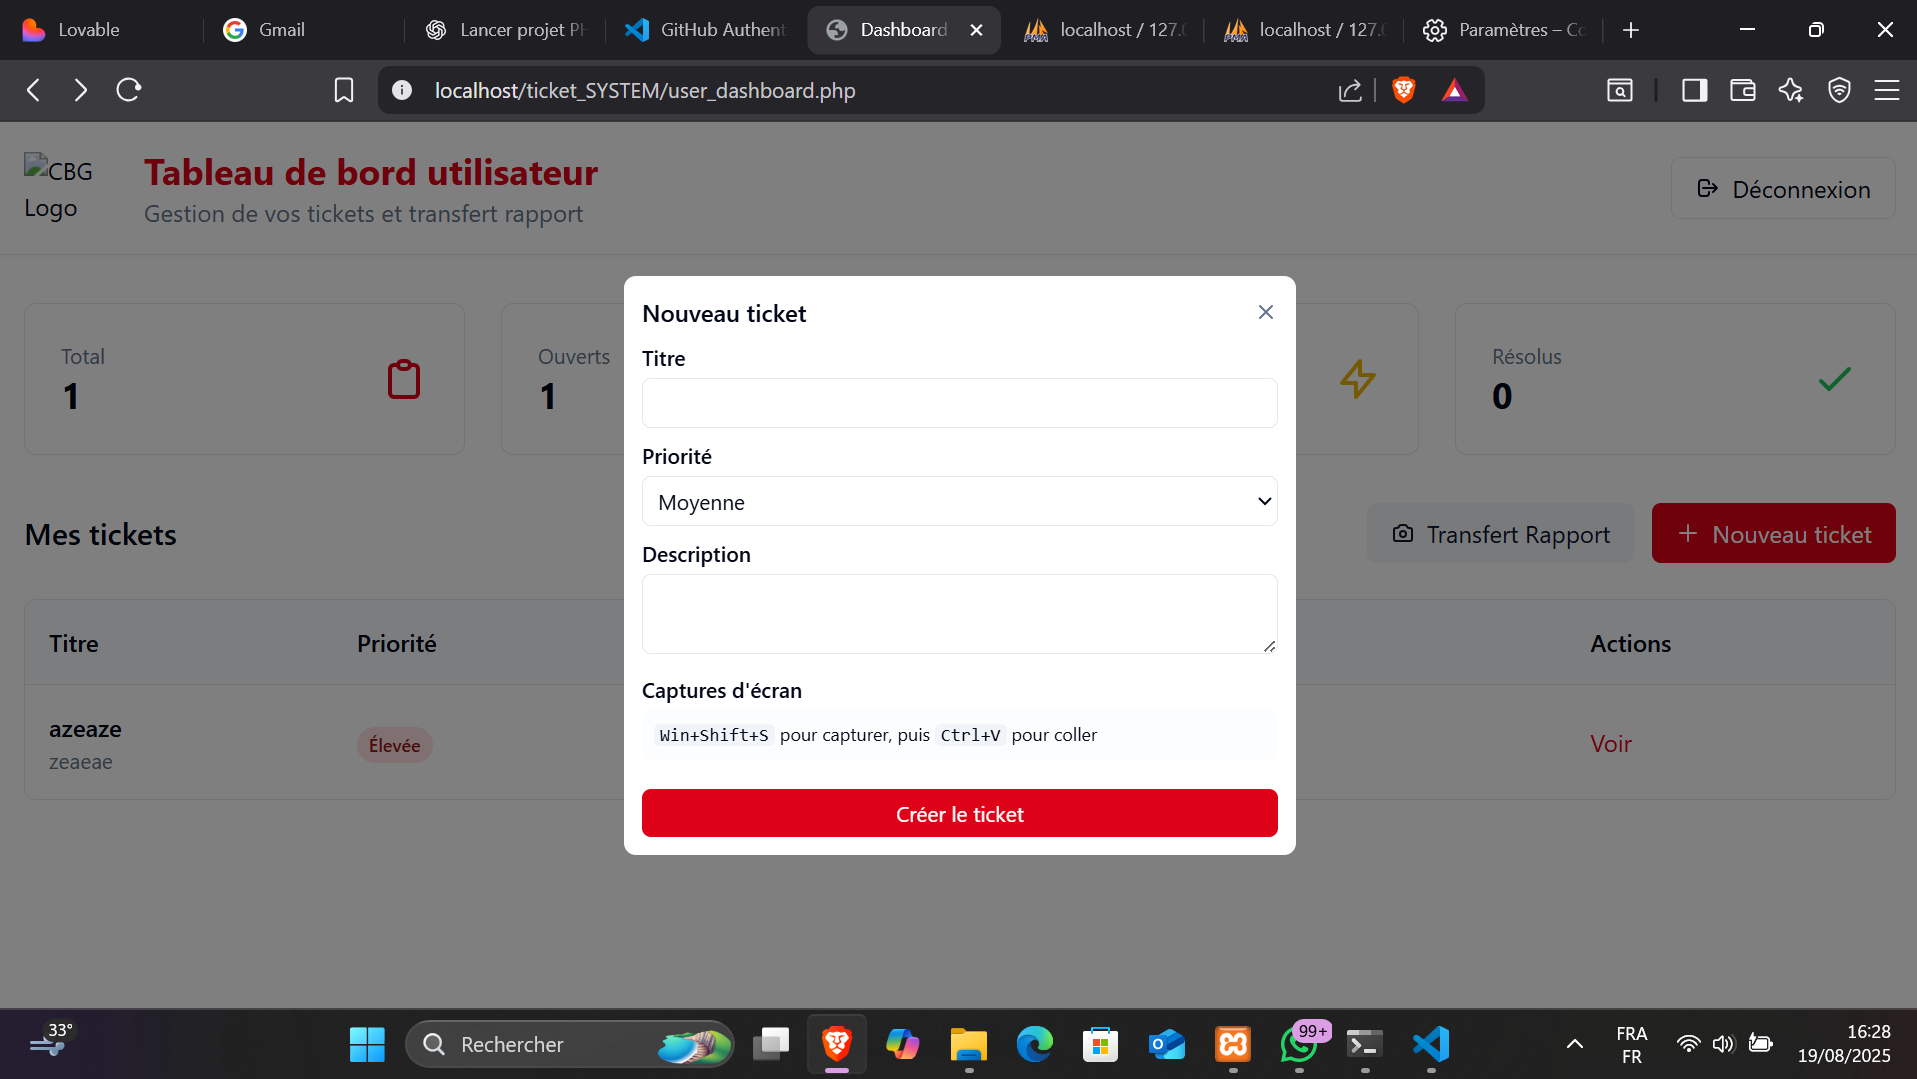 Lovable
Gmail
Lancer projet PH
GitHub Authent
Dashboard
localhost / 127.0
localhost / 127.0
Paramètres – Co
localhost/ticket_SYSTEM/user_dashboard.php
CBG Logo
Tableau de bord utilisateur
Gestion de vos tickets et transfert rapport
Déconnexion
Total
1
Ouverts
1
Résolus
0
Nouveau ticket
Titre
Priorité
Moyenne
Description
Captures d'écran
Win+Shift+S pour capturer, puis Ctrl+V pour coller
Créer le ticket
Mes tickets
Transfert Rapport
Nouveau ticket
Titre
Priorité
Actions
azeaze
zeaeae
Élevée
Voir
33°
Rechercher
99+
FRA
FR
16:28
19/08/2025